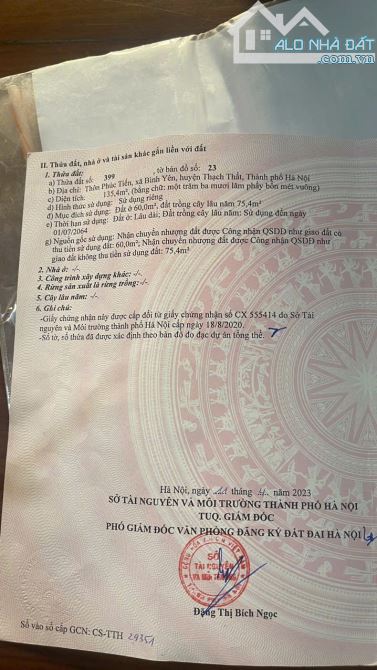 ALO NHÀ ĐẤT
.com.vn
II. Thửa đất, nhà ở và tài sản khác gắn liền với đất
1. Thửa đất:
a) Thửa đất số: 399 , tờ bản đồ số: 23
b) Địa chỉ: Thôn Phúc Tiến, xã Bình Yên, huyện Thạch Thất, Thành phố Hà Nội
c) Diện tích: 135,4m², (bằng chữ: một trăm ba mươi lăm phẩy bốn mét vuông)
d) Hình thức sử dụng: Sử dụng riêng
đ) Mục đích sử dụng: Đất ở 60,0m², đất trồng cây lâu năm: 75,4m²
e) Thời hạn sử dụng: Đất ở: Lâu dài; Đất trồng cây lâu năm: Sử dụng đến ngày
01/07/2064
g) Nguồn gốc sử dụng: Nhận chuyển nhượng đất được Công nhận QSDĐ như giao đất có
thu tiền sử dụng đất: 60,0m²; Nhận chuyển nhượng đất được Công nhận QSDĐ như
giao đất không thu tiền sử dụng đất: 75,4m²
2. Nhà ở: -/-
3. Công trình xây dựng khác: -/-
4. Rừng sản xuất là rừng trồng: -/-
5. Cây lâu năm: -/-
6. Ghi chú:
-Giấy chứng nhận này được cấp đổi từ giấy chứng nhận số CX 555414 do Sở Tài
nguyên và Môi trường thành phố Hà Nội cấp ngày 18/8/2020.
-Số tờ, số thửa đã được xác định theo bản đồ đo đạc dự án tổng thể.
Hà Nội, ngày tháng năm 2023
SỞ TÀI NGUYÊN VÀ MÔI TRƯỜNG THÀNH PHỐ HÀ NỘI
TUQ. GIÁM ĐỐC
PHÓ GIÁM ĐỐC VĂN PHÒNG ĐĂNG KÝ ĐẤT ĐAI HÀ NỘI
SỞ
TÀI NGUYÊN
VÀ MÔI TRƯỜNG
Đặng Thị Bích Ngọc
Số vào sổ cấp GCN: CS-TTH 29351